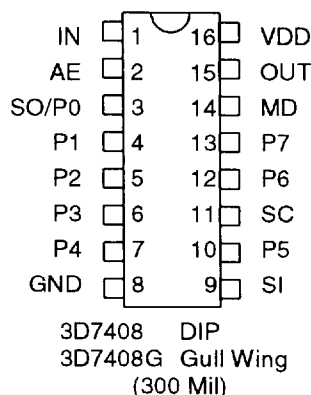 IN 1 16 VDD
AE 2 15 OUT
SO/P0 3 14 MD
P1 4 13 P7
P2 5 12 P6
P3 6 11 SC
P4 7 10 P5
GND 8 9 SI
3D7408 DIP
3D7408G Gull Wing
(300 Mil)